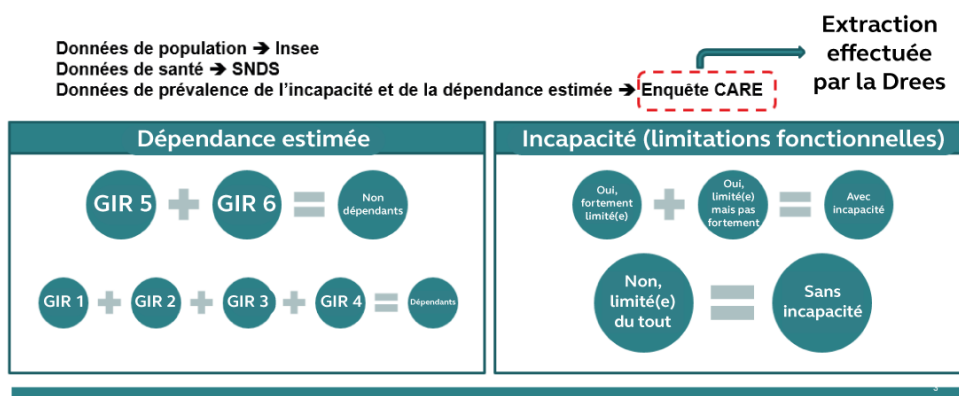 Extraction
effectuée
par la Drees
Données de population ➔ Insee
Données de santé ➔ SNDS
Données de prévalence de l'incapacité et de la dépendance estimée ➔ Enquête CARE
Dépendance estimée
GIR 5 + GIR 6 = Non
dépendants
GIR 1 + GIR 2 + GIR 3 + GIR 4 = Dépendants
Incapacité (limitations fonctionnelles)
Oui,
fortement
limité(e)
+
Oui,
limité(e)
mais pas
fortement
=
Avec
incapacité
Non,
limité(e)
du tout
=
Sans
incapacité
3